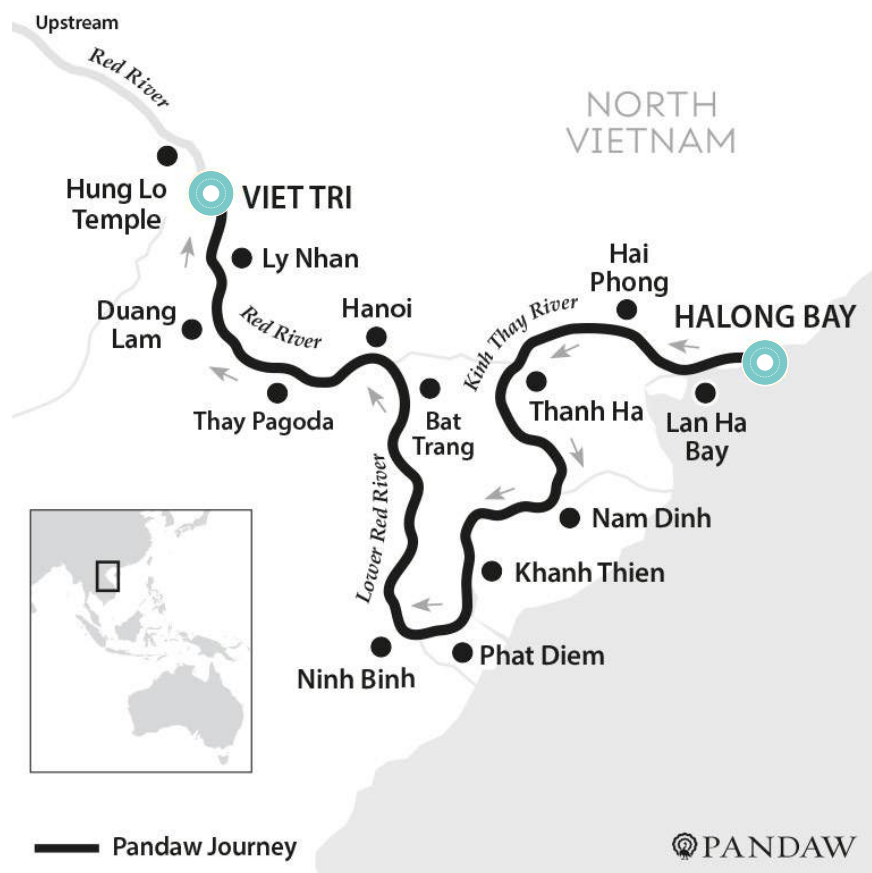 Upstream
Red River
NORTH
VIETNAM
Hung Lo
Temple
VIET TRI
Ly Nhan
Hai
Phong
Duang
Lam
Red River
Hanoi
Kinh Thay River
HALONG BAY
Thay Pagoda
Bat
Trang
Thanh Ha
Lan Ha
Bay
Lower Red River
Nam Dinh
Khanh Thien
Ninh Binh
Phat Diem
Pandaw Journey
PANDAW